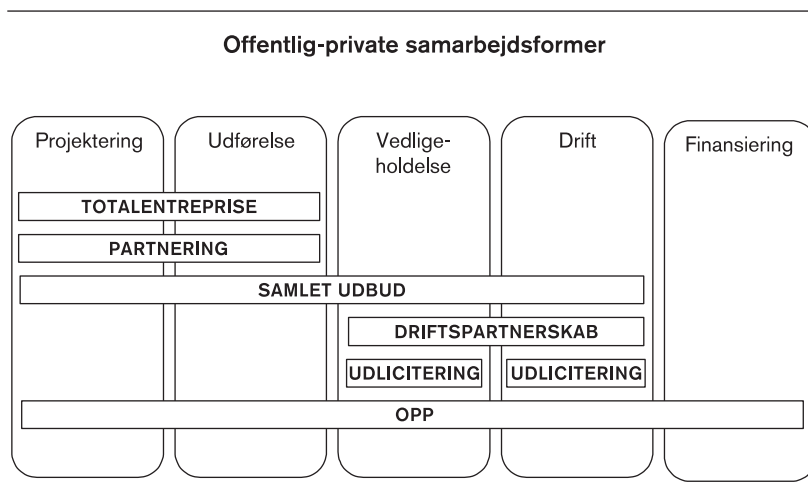 Offentlig-private samarbejdsformer
Projektering
Udførelse
Vedlige-
holdelse
Drift
Finansiering
TOTALENTREPRISE
PARTNERING
SAMLET UDBUD
DRIFTSPARTNERSKAB
UDLICITERING
UDLICITERING
OPP